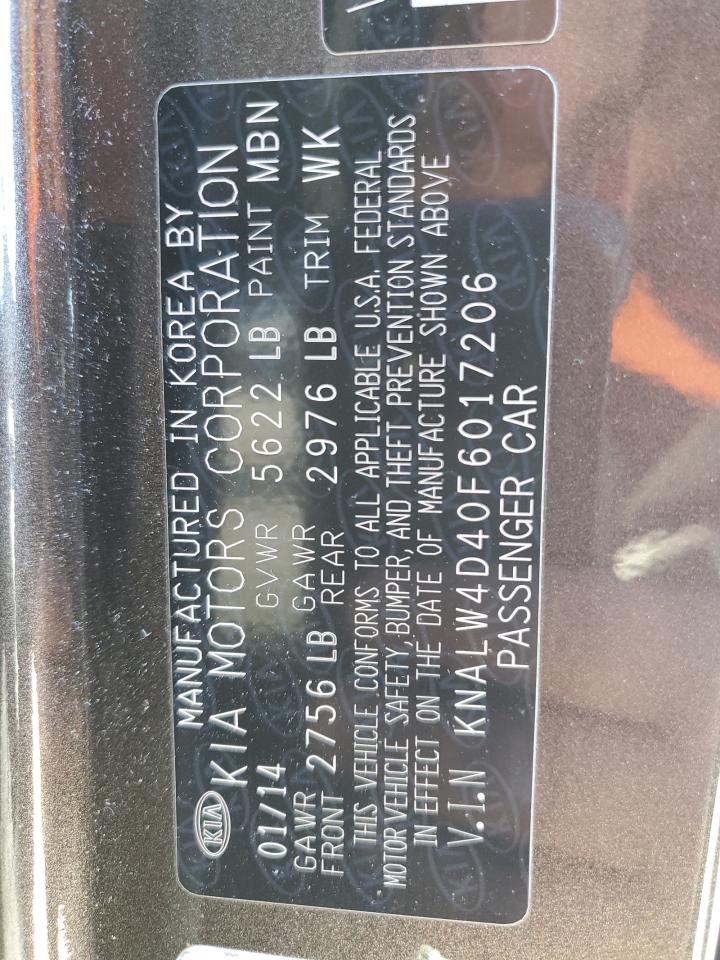 MANUFACTURED IN KOREA BY
KIA KIA MOTORS CORPORATION
01/14 GVWR 5622 LB PAINT MBN
GAWR FRONT 2756 LB GAWR REAR 2976 LB TRIM WK
THIS VEHICLE CONFORMS TO ALL APPLICABLE U.S.A. FEDERAL
MOTOR VEHICLE SAFETY, BUMPER, AND THEFT PREVENTION STANDARDS
IN EFFECT ON THE DATE OF MANUFACTURE SHOWN ABOVE
V.I.N KNALW4D40F6017206
PASSENGER CAR